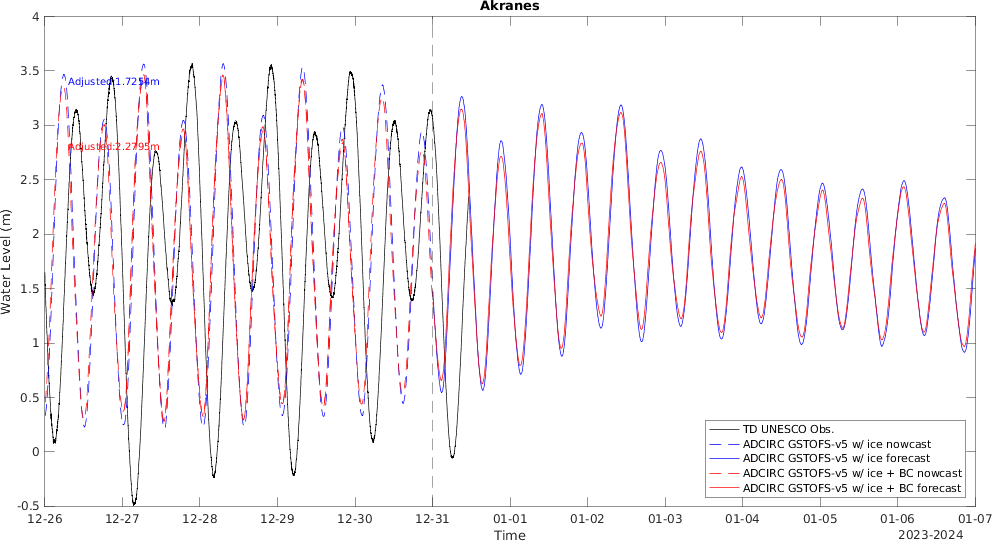 Akranes
4
3.5
3
2.5
2
1.5
1
0.5
0
-0.5
Water Level (m)
Adjusted:1.7254m
Adjusted:2.2795m
TD UNESCO Obs.
ADCIRC GSTOFS-v5 w/ ice nowcast
ADCIRC GSTOFS-v5 w/ ice forecast
ADCIRC GSTOFS-v5 w/ ice + BC nowcast
ADCIRC GSTOFS-v5 w/ ice + BC forecast
12-26 12-27 12-28 12-29 12-30 12-31 01-01 01-02 01-03 01-04 01-05 01-06 01-07
Time
2023-2024